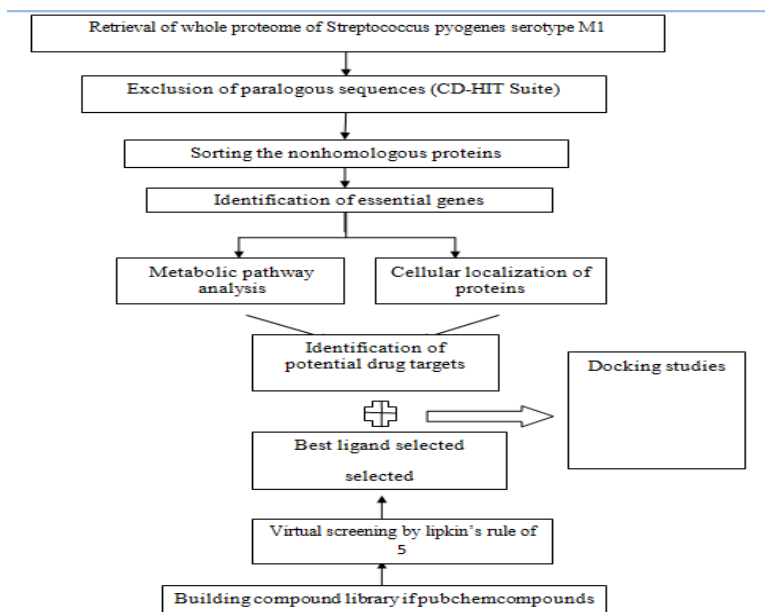 Retrieval of whole proteome of Streptococcus pyogenes serotype M1
Exclusion of paralogous sequences (CD-HIT Suite)
Sorting the nonhomologous proteins
Identification of essential genes
Metabolic pathway
analysis
Cellular localization of
proteins
Identification of
potential drug targets
Docking studies
Best ligand selected
selected
Virtual screening by lipkin's rule of
5
Building compound library if pubchemcompounds